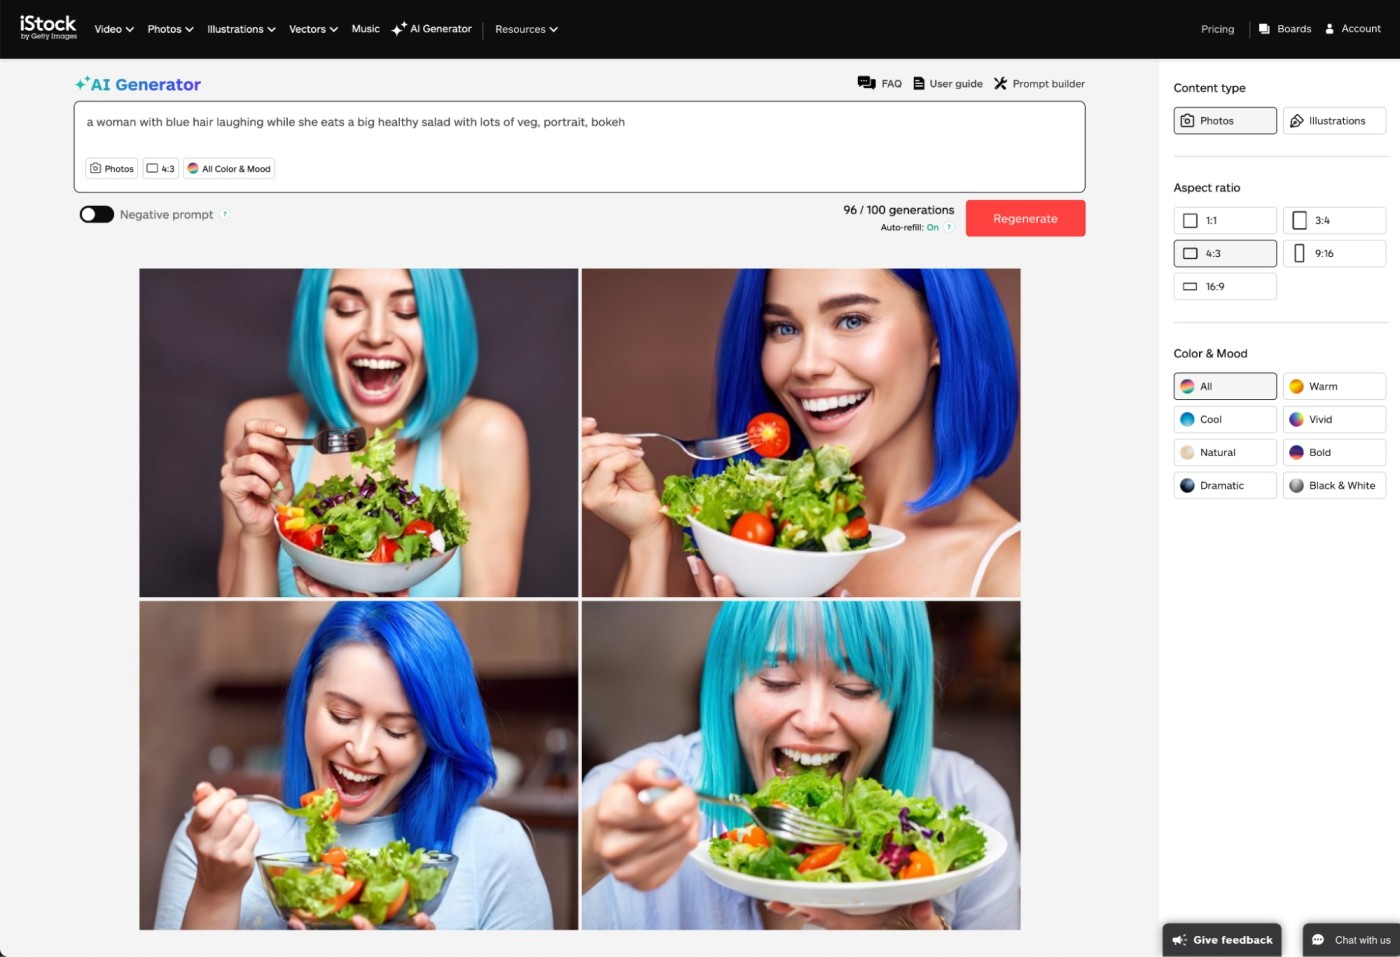 iStock
by Getty Images
Video Photos Illustrations Vectors Music AI Generator Resources
Pricing Boards Account
AI Generator
FAQ User guide Prompt builder
a woman with blue hair laughing while she eats a big healthy salad with lots of veg, portrait, bokeh
Photos 4:3 All Color & Mood
Negative prompt ?
96 / 100 generations
Auto-refill: On ?
Regenerate
Content type
Photos Illustrations
Aspect ratio
1:1 3:4
4:3 9:16
16:9
Color & Mood
All Warm
Cool Vivid
Natural Bold
Dramatic Black & White
Give feedback Chat with us